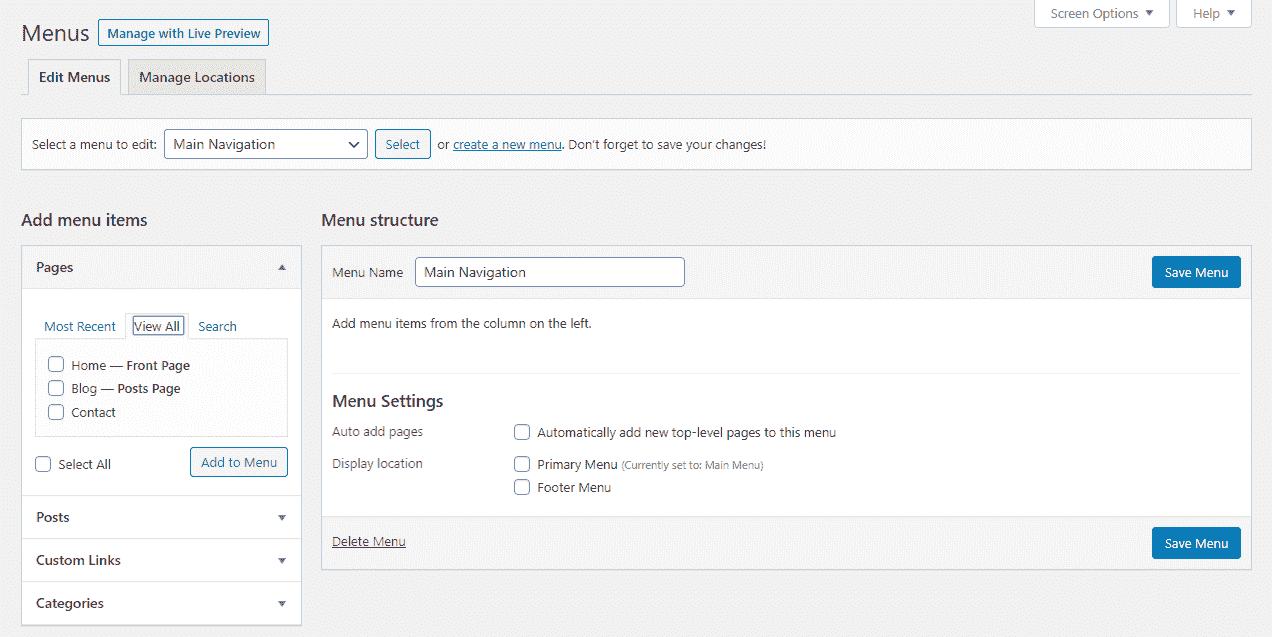 Menus
Manage with Live Preview
Screen Options
Help
Edit Menus
Manage Locations
Select a menu to edit: Main Navigation Select or create a new menu. Don't forget to save your changes!
Add menu items
Pages
Most Recent View All Search
Home — Front Page
Blog — Posts Page
Contact
Select All
Add to Menu
Posts
Custom Links
Categories
Menu structure
Menu Name Main Navigation Save Menu
Add menu items from the column on the left.
Menu Settings
Auto add pages Automatically add new top-level pages to this menu
Display location Primary Menu (Currently set to: Main Menu)
Footer Menu
Delete Menu Save Menu